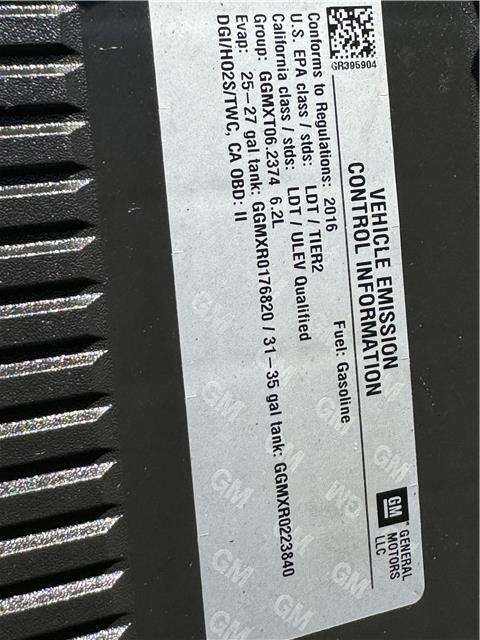 GR395904
VEHICLE EMISSION
CONTROL INFORMATION
GM
GENERAL
MOTORS
LLC
Conforms to Regulations: 2016 Fuel: Gasoline
U.S. EPA class / stds: LDT / TIER2
California class / stds: LDT / ULEV Qualified
Group: GGMXT06.2374 6.2L
Evap: 25-27 gal tank: GGMXR0176820 / 31-35 gal tank: GGMXR0223840
DGI/HO2S/TWC, CA OBD: II